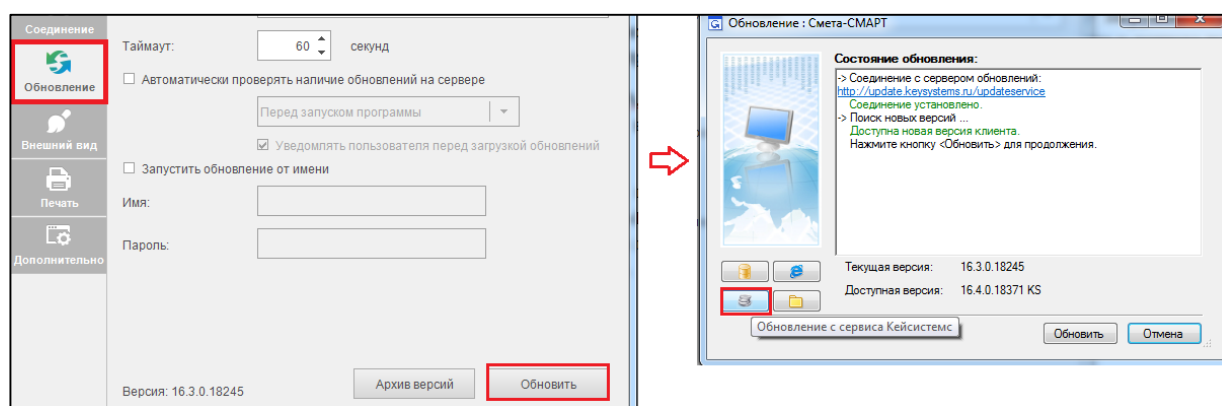 Соединение
Таймаут:
60
секунд
Обновление
Автоматически проверять наличие обновлений на сервере
Перед запуском программы
Внешний вид
Уведомлять пользователя перед загрузкой обновлений
Запустить обновление от имени
Печать
Имя:
Пароль:
Дополнительно
Версия: 16.3.0.18245
Архив версий
Обновить
Обновление : Смета-СМАРТ
Состояние обновления:
-> Соединение с сервером обновлений:
http://update.keysystems.ru/updateservice
Соединение установлено.
-> Поиск новых версий ...
Доступна новая версия клиента.
Нажмите кнопку <Обновить> для продолжения.
Текущая версия: 16.3.0.18245
Доступная версия: 16.4.0.18371 KS
Обновление с сервиса Кейсистемс
Обновить
Отмена